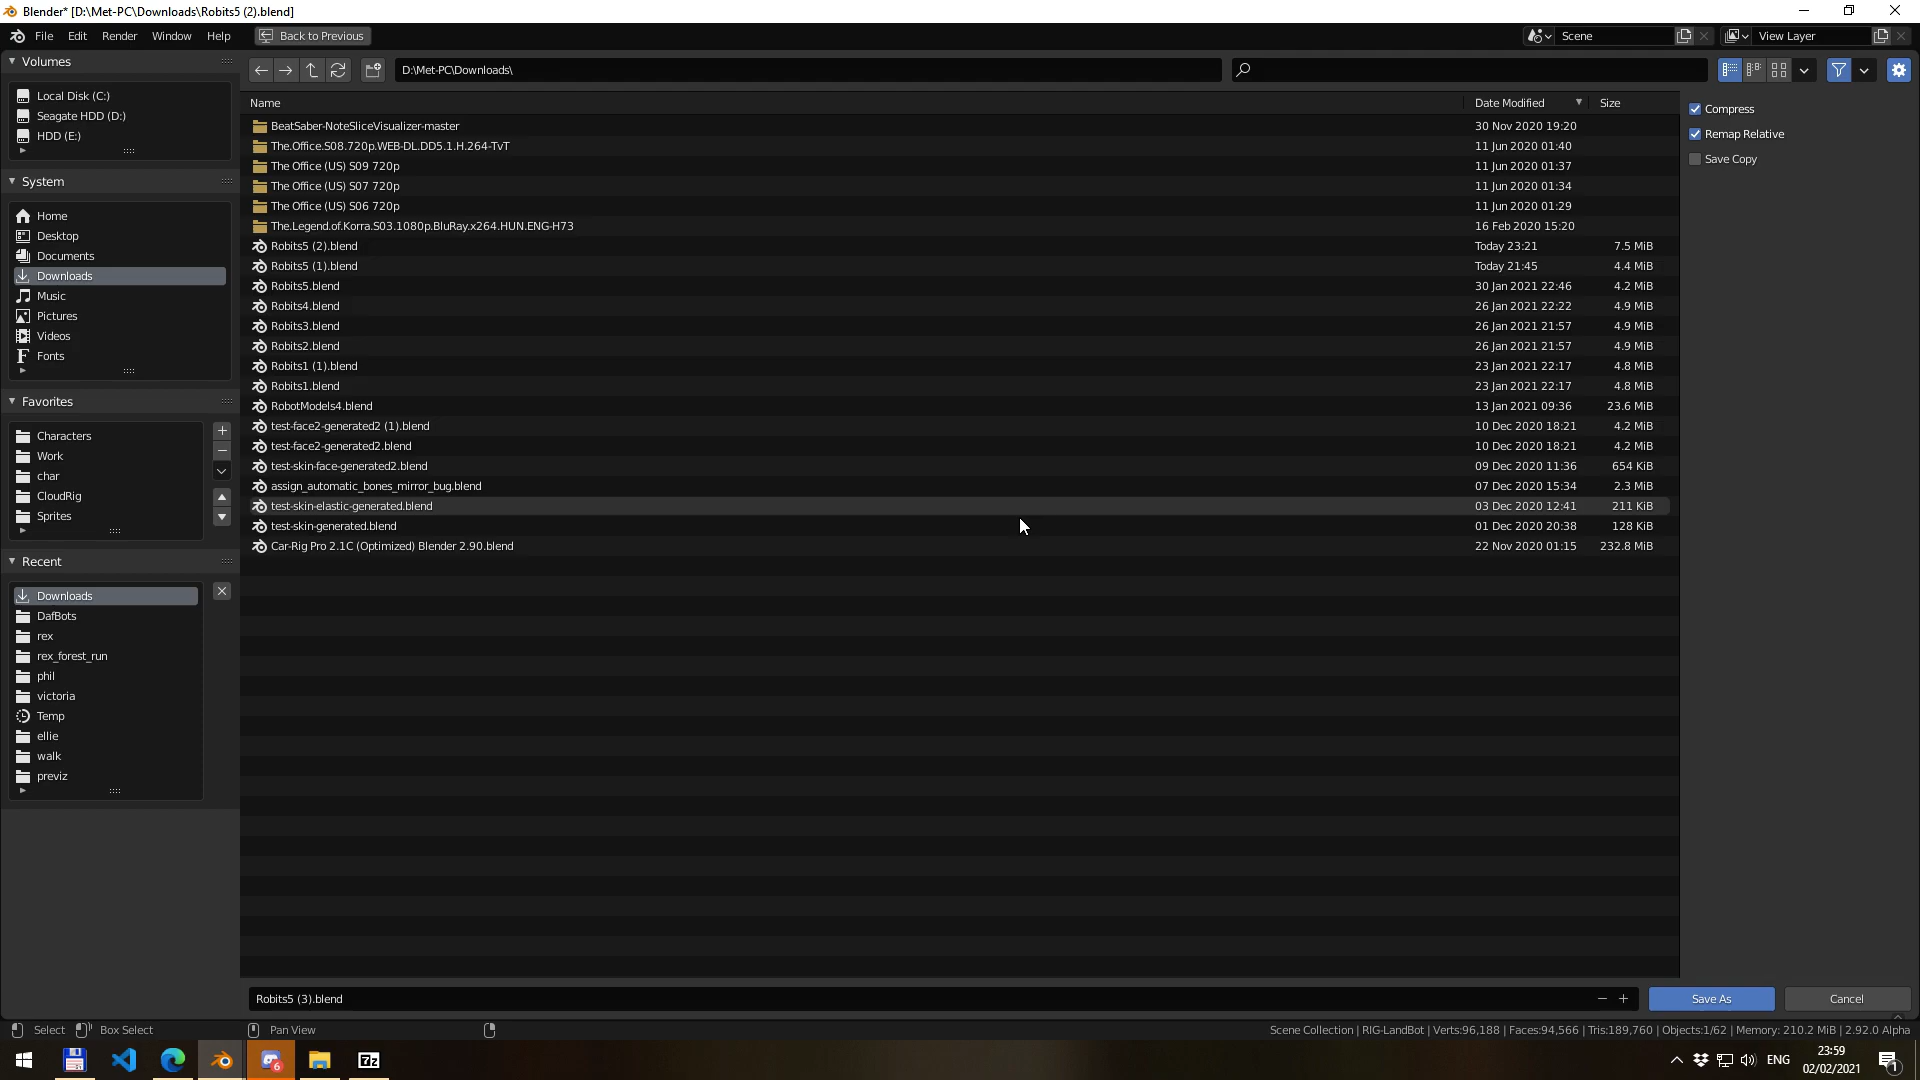 Blender* [D:\Met-PC\Downloads\Robits5 (2).blend]
File Edit Render Window Help Back to Previous Scene View Layer
Volumes
Local Disk (C:)
Seagate HDD (D:)
HDD (E:)
System
Home
Desktop
Documents
Downloads
Music
Pictures
Videos
Fonts
Favorites
Characters
Work
char
CloudRig
Sprites
Recent
Downloads
DafBots
rex
rex_forest_run
phil
victoria
Temp
ellie
walk
previz
D:\Met-PC\Downloads\
Name Date Modified Size
BeatSaber-NoteSliceVisualizer-master 30 Nov 2020 19:20
The.Office.S08.720p.WEB-DL.DD5.1.H.264-TvT 11 Jun 2020 01:40
The Office (US) S09 720p 11 Jun 2020 01:37
The Office (US) S07 720p 11 Jun 2020 01:34
The Office (US) S06 720p 11 Jun 2020 01:29
The.Legend.of.Korra.S03.1080p.BluRay.x264.HUN.ENG-H73 16 Feb 2020 15:20
Robits5 (2).blend Today 23:21 7.5 MiB
Robits5 (1).blend Today 21:45 4.4 MiB
Robits5.blend 30 Jan 2021 22:46 4.2 MiB
Robits4.blend 26 Jan 2021 22:22 4.9 MiB
Robits3.blend 26 Jan 2021 21:57 4.9 MiB
Robits2.blend 26 Jan 2021 21:57 4.9 MiB
Robits1 (1).blend 23 Jan 2021 22:17 4.8 MiB
Robits1.blend 23 Jan 2021 22:17 4.8 MiB
RobotModels4.blend 13 Jan 2021 09:36 23.6 MiB
test-face2-generated2 (1).blend 10 Dec 2020 18:21 4.2 MiB
test-face2-generated2.blend 10 Dec 2020 18:21 4.2 MiB
test-skin-face-generated2.blend 09 Dec 2020 11:36 654 KiB
assign_automatic_bones_mirror_bug.blend 07 Dec 2020 15:34 2.3 MiB
test-skin-elastic-generated.blend 03 Dec 2020 12:41 211 KiB
test-skin-generated.blend 01 Dec 2020 20:38 128 KiB
Car-Rig Pro 2.1C (Optimized) Blender 2.90.blend 22 Nov 2020 01:15 232.8 MiB
Compress
Remap Relative
Save Copy
Robits5 (3).blend Save As Cancel
Select Box Select Pan View Scene Collection | RIG-LandBot | Verts:96,188 | Faces:94,566 | Tris:189,760 | Objects:1/62 | Memory: 210.2 MiB | 2.92.0 Alpha
6 7z ENG 23:59
02/02/2021 1